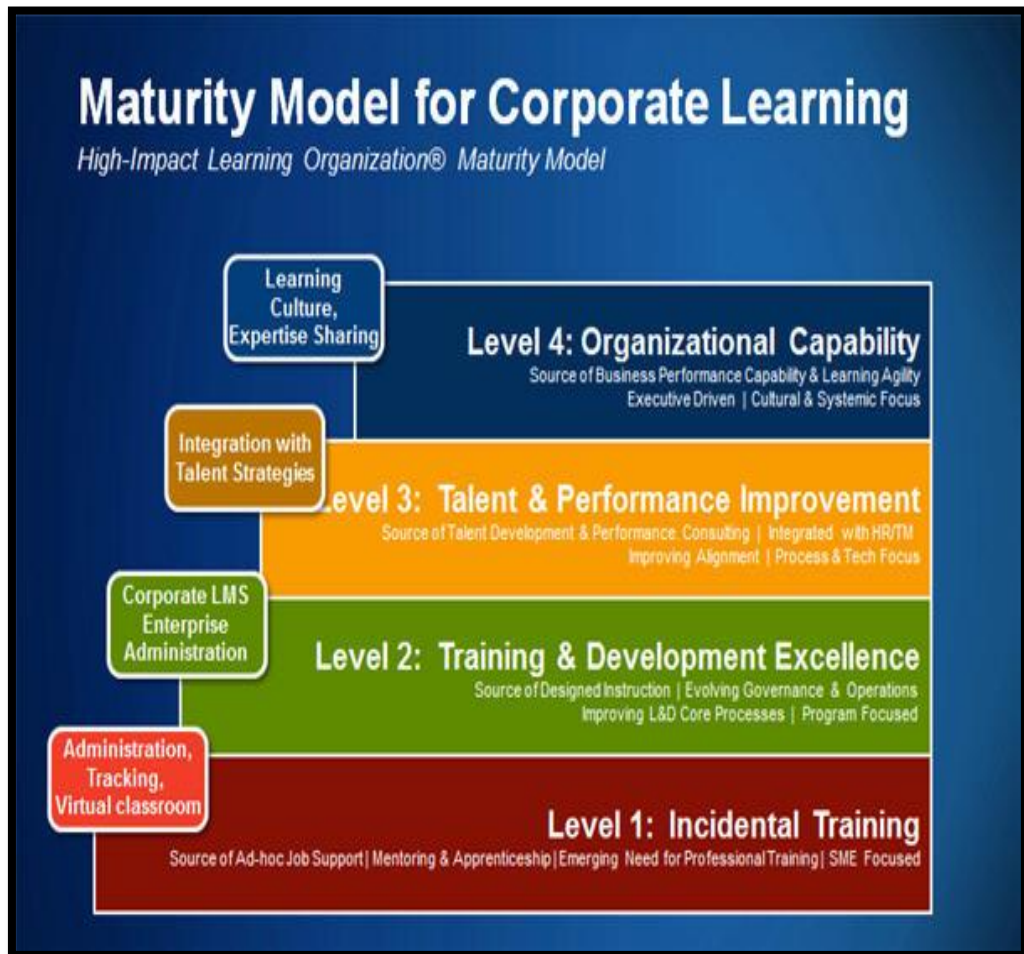 Maturity Model for Corporate Learning
High-Impact Learning Organization® Maturity Model
Learning
Culture,
Expertise Sharing
Level 4: Organizational Capability
Source of Business Performance Capability & Learning Agility
Executive Driven | Cultural & Systemic Focus
Integration with
Talent Strategies
Level 3: Talent & Performance Improvement
Source of Talent Development & Performance Consulting | Integrated with HR/TM
Improving Alignment | Process & Tech Focus
Corporate LMS
Enterprise
Administration
Level 2: Training & Development Excellence
Source of Designed Instruction | Evolving Governance & Operations
Improving L&D Core Processes | Program Focused
Administration,
Tracking,
Virtual classroom
Level 1: Incidental Training
Source of Ad-hoc Job Support | Mentoring & Apprenticeship | Emerging Need for Professional Training | SME Focused